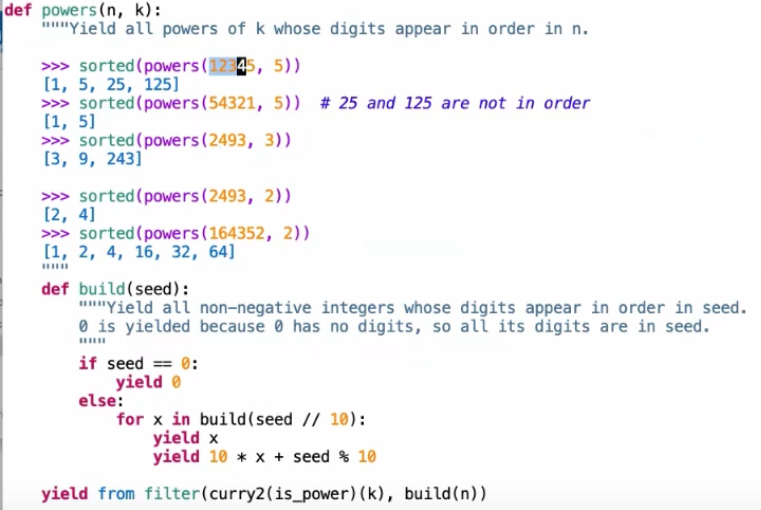 def powers(n, k):
    """Yield all powers of k whose digits appear in order in n.

    >>> sorted(powers(12345, 5))
    [1, 5, 25, 125]
    >>> sorted(powers(54321, 5))  # 25 and 125 are not in order
    [1, 5]
    >>> sorted(powers(2493, 3))
    [3, 9, 243]

    >>> sorted(powers(2493, 2))
    [2, 4]
    >>> sorted(powers(164352, 2))
    [1, 2, 4, 16, 32, 64]
    """
    def build(seed):
        """Yield all non-negative integers whose digits appear in order in seed.
        0 is yielded because 0 has no digits, so all its digits are in seed.
        """
        if seed == 0:
            yield 0
        else:
            for x in build(seed // 10):
                yield x
                yield 10 * x + seed % 10

    yield from filter(curry2(is_power)(k), build(n))